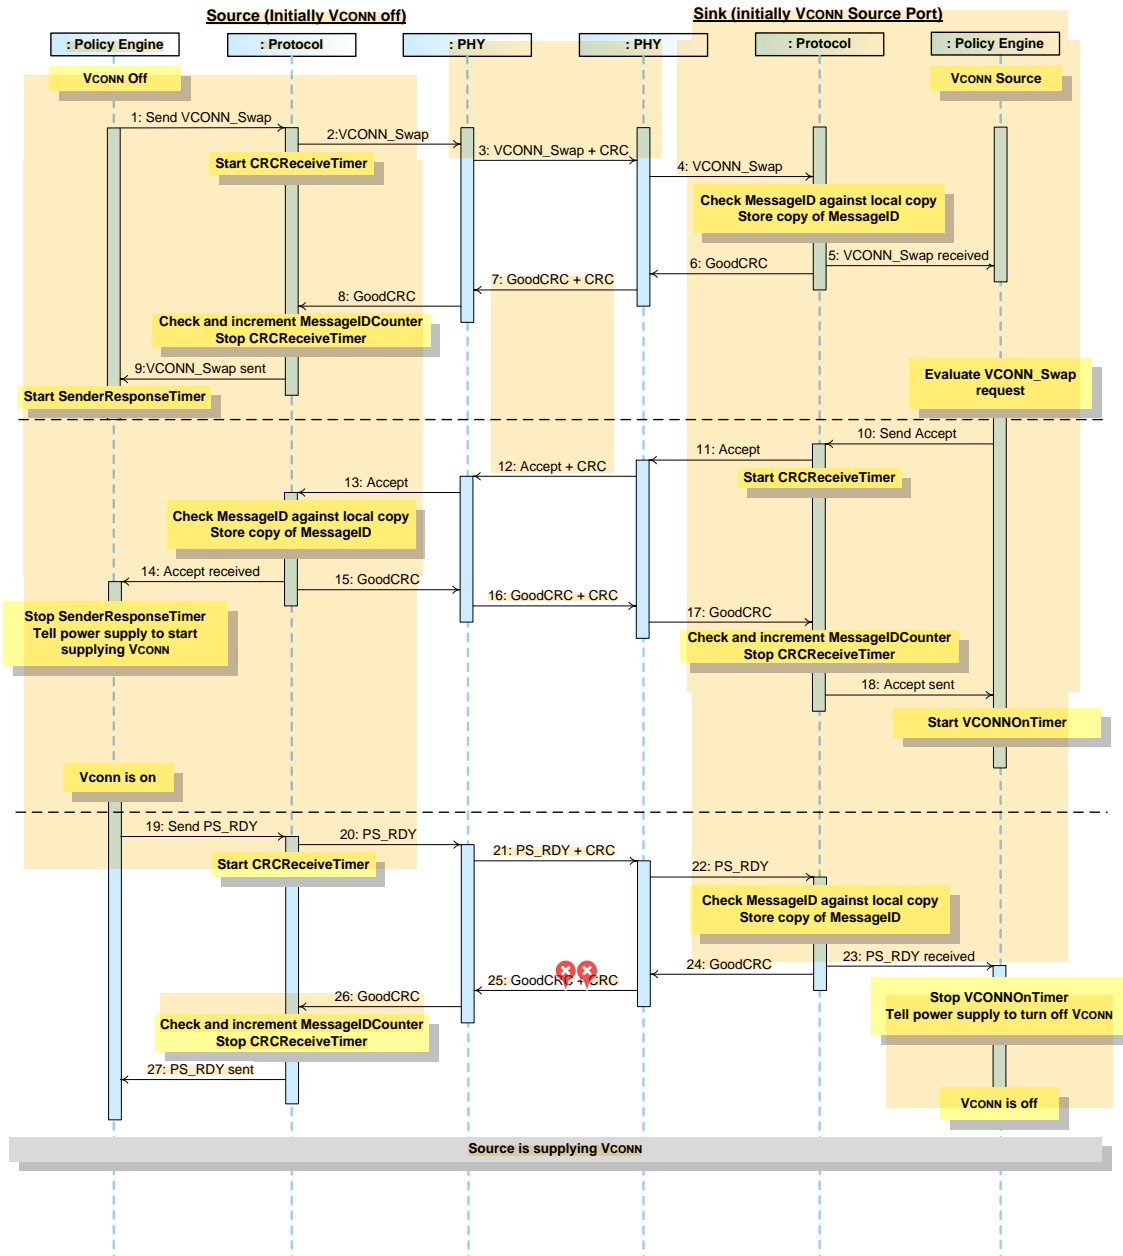 Source (Initially VCONN off)
Sink (initially VCONN Source Port)
: Policy Engine
: Protocol
: PHY
: PHY
: Protocol
: Policy Engine
VCONN Off
VCONN Source
1: Send VCONN_Swap
2:VCONN_Swap
Start CRCReceiveTimer
3: VCONN_Swap + CRC
4: VCONN_Swap
Check MessageID against local copy
Store copy of MessageID
5: VCONN_Swap received
6: GoodCRC
7: GoodCRC + CRC
8: GoodCRC
Check and increment MessageIDCounter
Stop CRCReceiveTimer
9:VCONN_Swap sent
Start SenderResponseTimer
Evaluate VCONN_Swap
request
10: Send Accept
11: Accept
Start CRCReceiveTimer
12: Accept + CRC
13: Accept
Check MessageID against local copy
Store copy of MessageID
14: Accept received
15: GoodCRC
16: GoodCRC + CRC
Stop SenderResponseTimer
Tell power supply to start
supplying VCONN
17: GoodCRC
Check and increment MessageIDCounter
Stop CRCReceiveTimer
18: Accept sent
Start VCONNOnTimer
Vconn is on
19: Send PS_RDY
20: PS_RDY
Start CRCReceiveTimer
21: PS_RDY + CRC
22: PS_RDY
Check MessageID against local copy
Store copy of MessageID
23: PS_RDY received
24: GoodCRC
25: GoodCRC + CRC
26: GoodCRC
Stop VCONNOnTimer
Tell power supply to turn off VCONN
Check and increment MessageIDCounter
Stop CRCReceiveTimer
27: PS_RDY sent
VCONN is off
Source is supplying VCONN